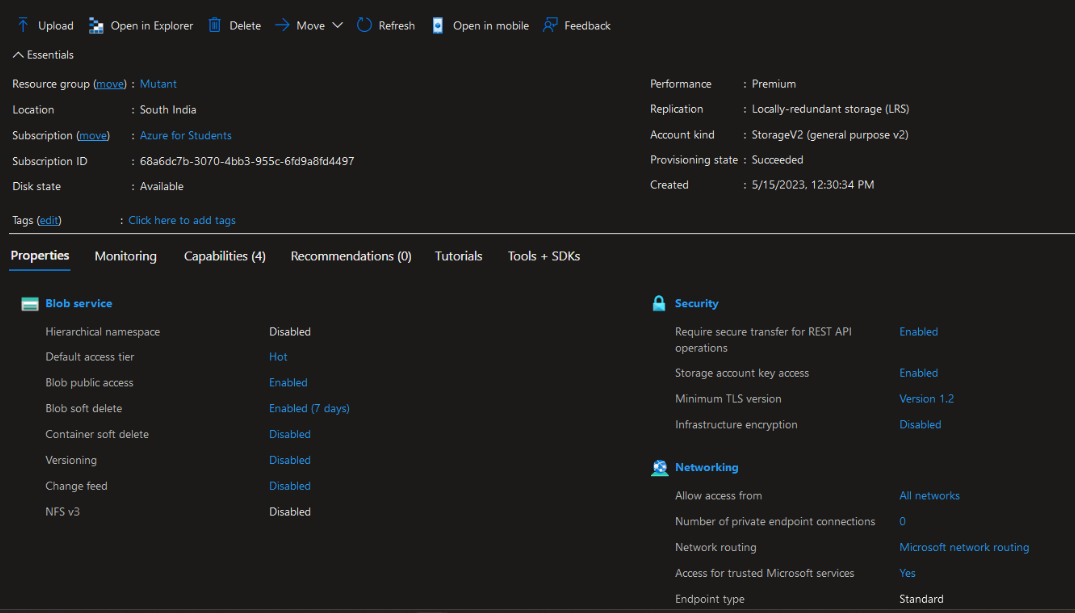 Upload Open in Explorer Delete Move Refresh Open in mobile Feedback
Essentials
Resource group (move) : Mutant
Location : South India
Subscription (move) : Azure for Students
Subscription ID : 68a6dc7b-3070-4bb3-955c-6fd9a8fd4497
Disk state : Available
Performance : Premium
Replication : Locally-redundant storage (LRS)
Account kind : StorageV2 (general purpose v2)
Provisioning state : Succeeded
Created : 5/15/2023, 12:30:34 PM
Tags (edit) : Click here to add tags
Properties Monitoring Capabilities (4) Recommendations (0) Tutorials Tools + SDKs
Blob service
Hierarchical namespace Disabled
Default access tier Hot
Blob public access Enabled
Blob soft delete Enabled (7 days)
Container soft delete Disabled
Versioning Disabled
Change feed Disabled
NFS v3 Disabled
Security
Require secure transfer for REST API Enabled
operations
Storage account key access Enabled
Minimum TLS version Version 1.2
Infrastructure encryption Disabled
Networking
Allow access from All networks
Number of private endpoint connections 0
Network routing Microsoft network routing
Access for trusted Microsoft services Yes
Endpoint type Standard